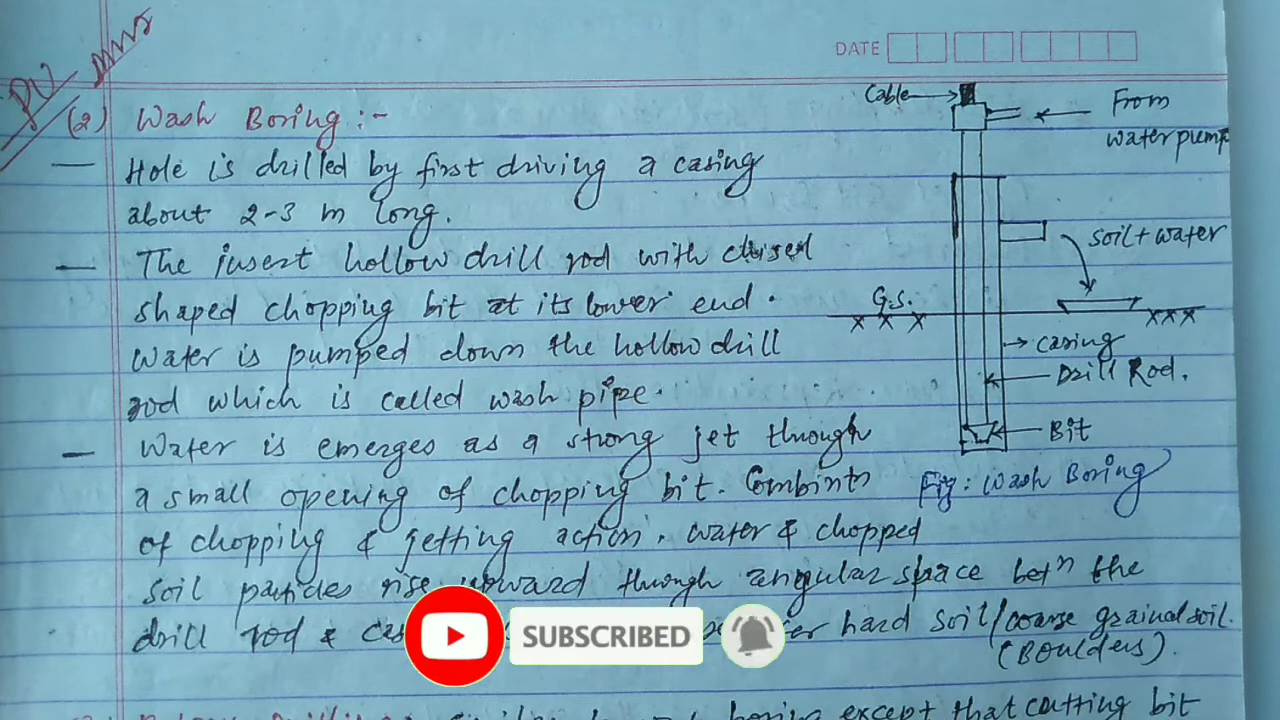 DATE
PU
(2) Wash Boring :-
— Hole is drilled by first driving a casing
about 2-3 m long.
— The insert hollow drill rod with chisel
shaped chopping bit at its lower end.
Water is pumped down the hollow drill
rod which is called wash pipe.
— Water is emerges as a strong jet through
a small opening of chopping bit. Combints
of chopping & jetting action. Water & chopped
soil particles rise upward through angular space betn the
drill rod & hard soil/coarse grained soil.
(Boulders).
except that cutting bit
Cable
From
water pump
soil + water
G.S.
casing
Drill Rod.
Bit
Fig: Wash Boring
SUBSCRIBED